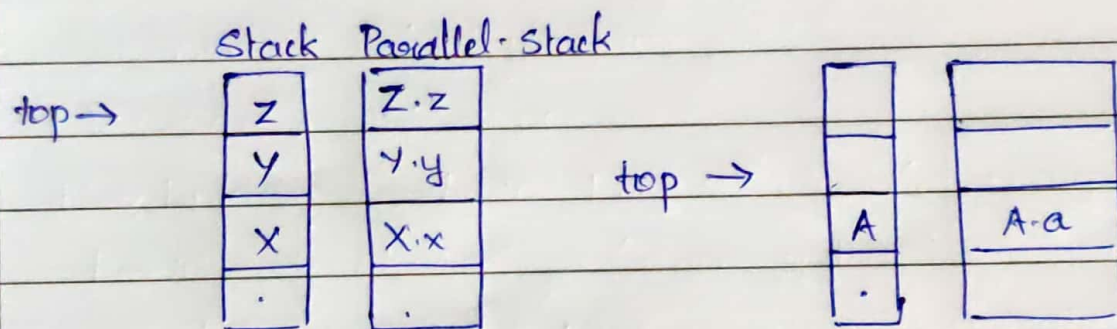 Stack Parallel-Stack
top→ Z Z.z
Y Y.y top →
X X.x A A.a
. . .